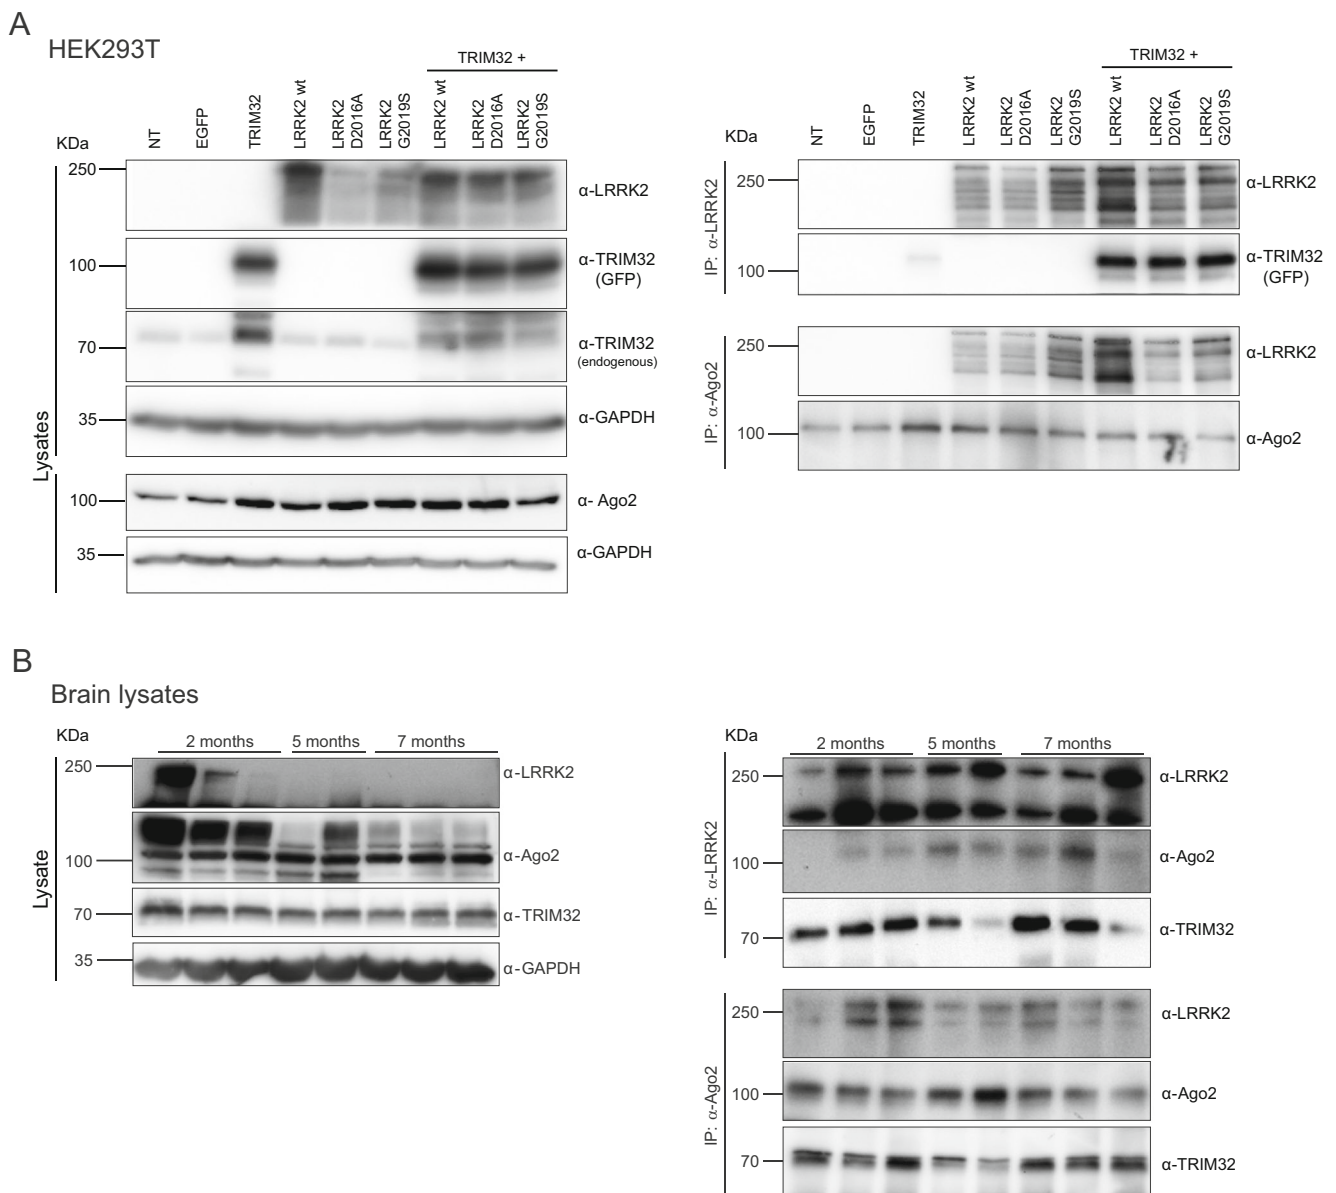 A
HEK293T
TRIM32 +
KDa
NT
EGFP
TRIM32
LRRK2 wt
LRRK2 D2016A
LRRK2 G2019S
LRRK2 wt
LRRK2 D2016A
LRRK2 G2019S
250
α-LRRK2
100
α-TRIM32
(GFP)
70
α-TRIM32
(endogenous)
35
α-GAPDH
100
α- Ago2
35
α-GAPDH
Lysates
TRIM32 +
KDa
NT
EGFP
TRIM32
LRRK2 wt
LRRK2 D2016A
LRRK2 G2019S
LRRK2 wt
LRRK2 D2016A
LRRK2 G2019S
IP: α-LRRK2
250
α-LRRK2
100
α-TRIM32
(GFP)
IP: α-Ago2
250
α-LRRK2
100
α-Ago2
B
Brain lysates
KDa
2 months 5 months 7 months
250
α-LRRK2
100
α-Ago2
70
α-TRIM32
35
α-GAPDH
Lysate
KDa
2 months 5 months 7 months
IP: α-LRRK2
250
α-LRRK2
100
α-Ago2
70
α-TRIM32
IP: α-Ago2
250
α-LRRK2
100
α-Ago2
70
α-TRIM32